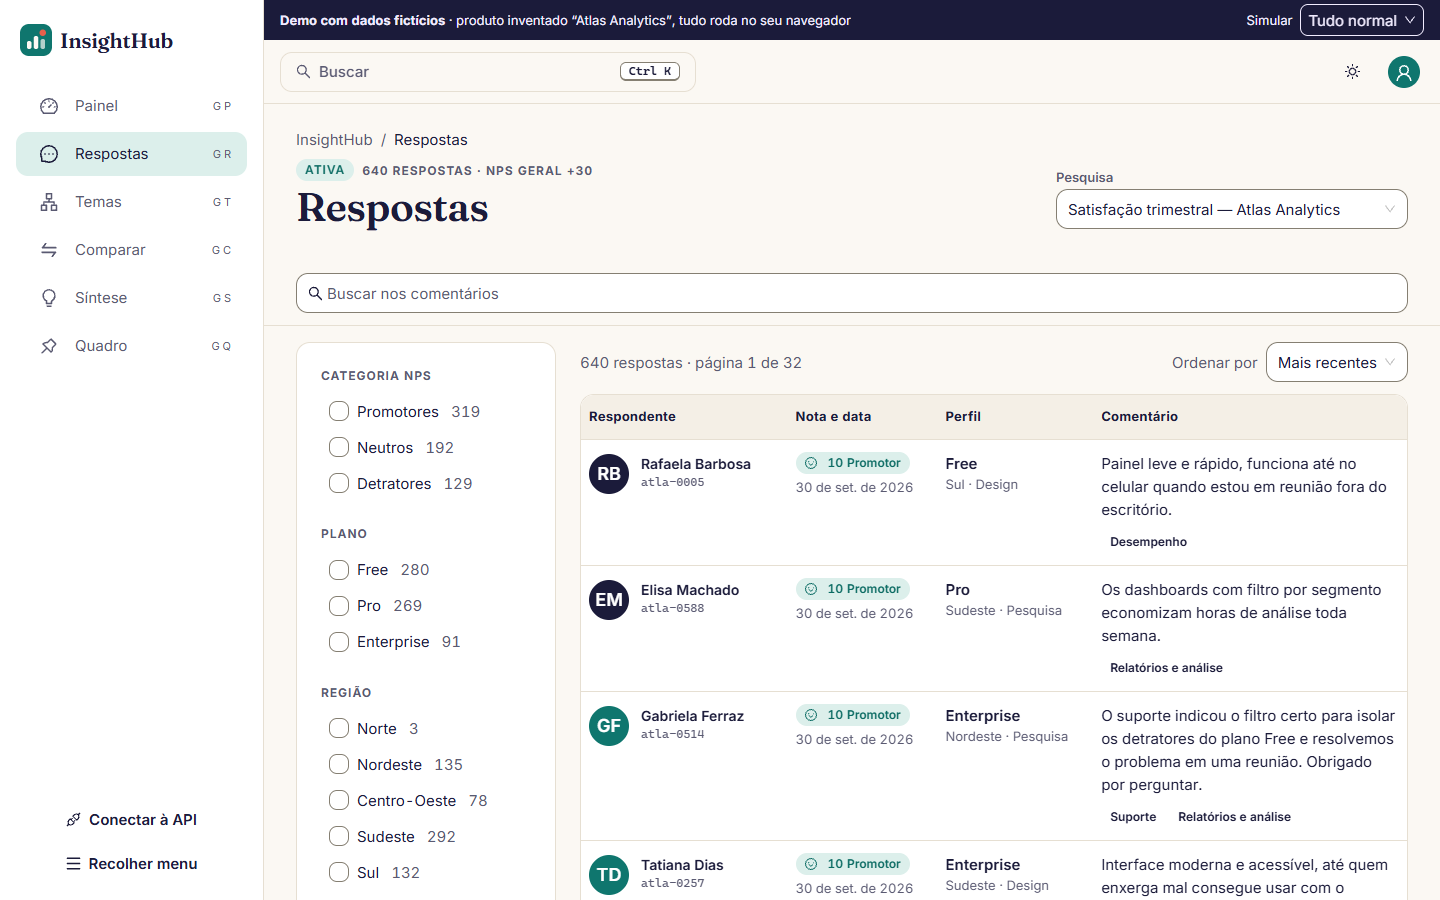 InsightHub
Painel G P
Respostas G R
Temas G T
Comparar G C
Síntese G S
Quadro G Q
Conectar à API
Recolher menu
Demo com dados fictícios · produto inventado “Atlas Analytics”, tudo roda no seu navegador
Simular Tudo normal
Buscar Ctrl K
InsightHub / Respostas
ATIVA 640 RESPOSTAS · NPS GERAL +30
Respostas
Pesquisa
Satisfação trimestral — Atlas Analytics
Buscar nos comentários
CATEGORIA NPS
Promotores 319
Neutros 192
Detratores 129
PLANO
Free 280
Pro 269
Enterprise 91
REGIÃO
Norte 3
Nordeste 135
Centro-Oeste 78
Sudeste 292
Sul 132
640 respostas · página 1 de 32
Ordenar por Mais recentes
Respondente Nota e data Perfil Comentário
RB Rafaela Barbosa
atla-0005
10 Promotor
30 de set. de 2026
Free
Sul · Design
Painel leve e rápido, funciona até no
celular quando estou em reunião fora do
escritório.
Desempenho
EM Elisa Machado
atla-0588
10 Promotor
30 de set. de 2026
Pro
Sudeste · Pesquisa
Os dashboards com filtro por segmento
economizam horas de análise toda
semana.
Relatórios e análise
GF Gabriela Ferraz
atla-0514
10 Promotor
30 de set. de 2026
Enterprise
Nordeste · Pesquisa
O suporte indicou o filtro certo para isolar
os detratores do plano Free e resolvemos
o problema em uma reunião. Obrigado
por perguntar.
Suporte Relatórios e análise
TD Tatiana Dias
atla-0257
10 Promotor
30 de set. de 2026
Enterprise
Sudeste · Design
Interface moderna e acessível, até quem
enxerga mal consegue usar com o